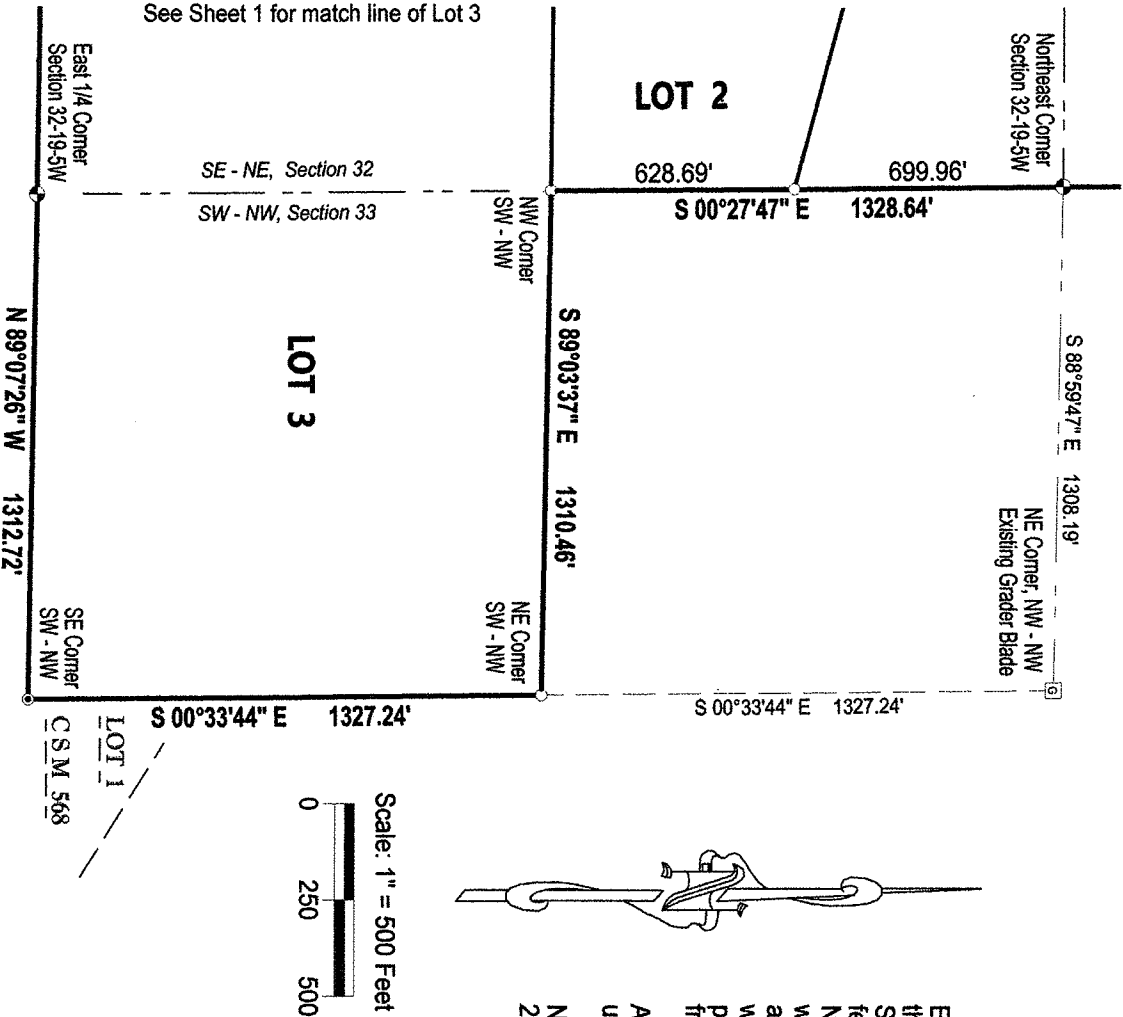 See Sheet 1 for match line of Lot 3
East 1/4 Corner
Section 32-19-5W
LOT 2
Northeast Corner
Section 32-19-5W
SE - NE, Section 32
SW - NW, Section 33
628.69'
699.96'
S 00°27'47" E 1328.64'
NW Corner
SW - NW
S 88°59'47" E 1308.19'
N 89°07'26" W 1312.72'
LOT 3
S 89°03'37" E 1310.46'
NE Corner, NW - NW
Existing Grader Blade
G
SE Corner
SW - NW
NE Corner
SW - NW
S 00°33'44" E 1327.24'
S 00°33'44" E 1327.24'
LOT 1
C S M 568
Scale: 1" = 500 Feet
0 250 500